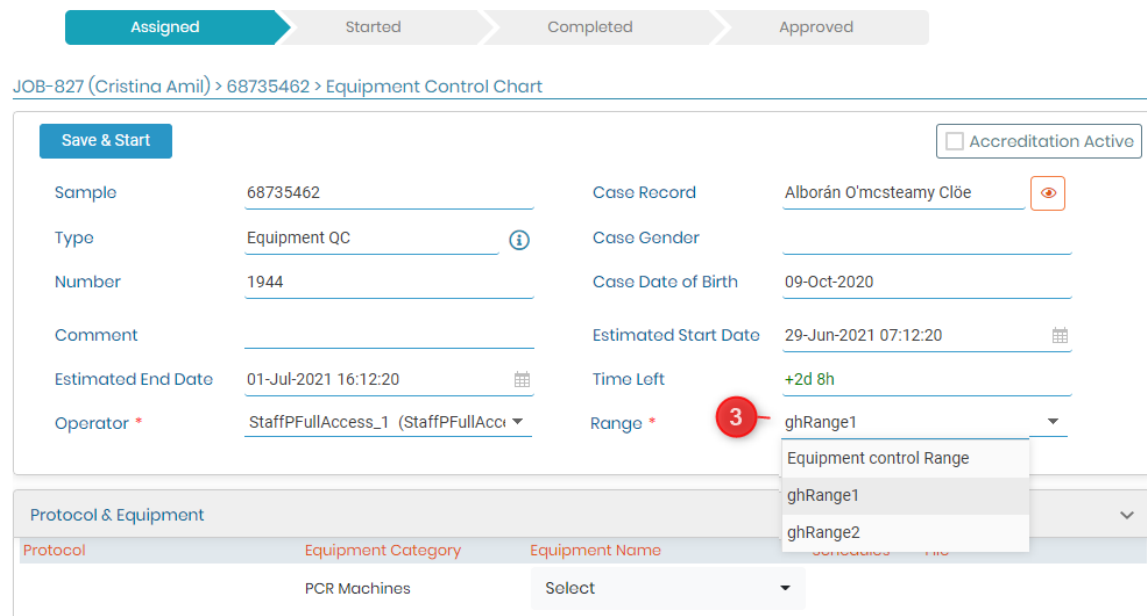 Assigned Started Completed Approved
JOB-827 (Cristina Amil) > 68735462 > Equipment Control Chart
Save & Start Accreditation Active
Sample 68735462 Case Record Alborán O'mcsteamy Clöe
Type Equipment QC Case Gender
Number 1944 Case Date of Birth 09-Oct-2020
Comment Estimated Start Date 29-Jun-2021 07:12:20
Estimated End Date 01-Jul-2021 16:12:20 Time Left +2d 8h
Operator * StaffPFullAccess_1 (StaffPFullAcc 3 Range * ghRange1
Equipment control Range
ghRange1
Protocol & Equipment
ghRange2
Protocol Equipment Category Equipment Name
PCR Machines Select